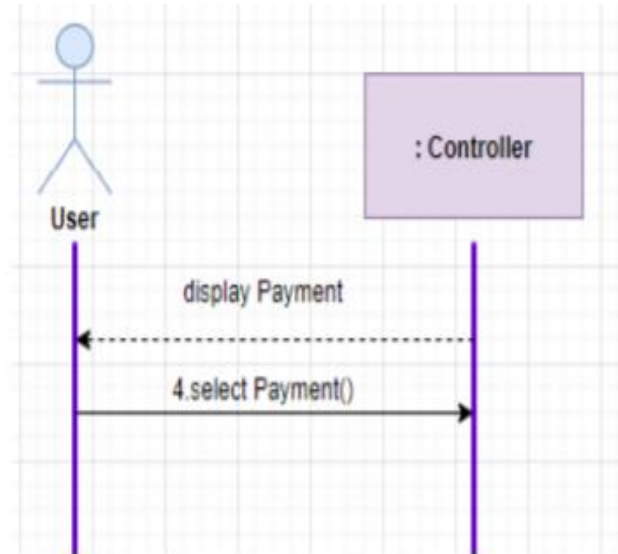 : Controller
User
display Payment
4.select Payment()